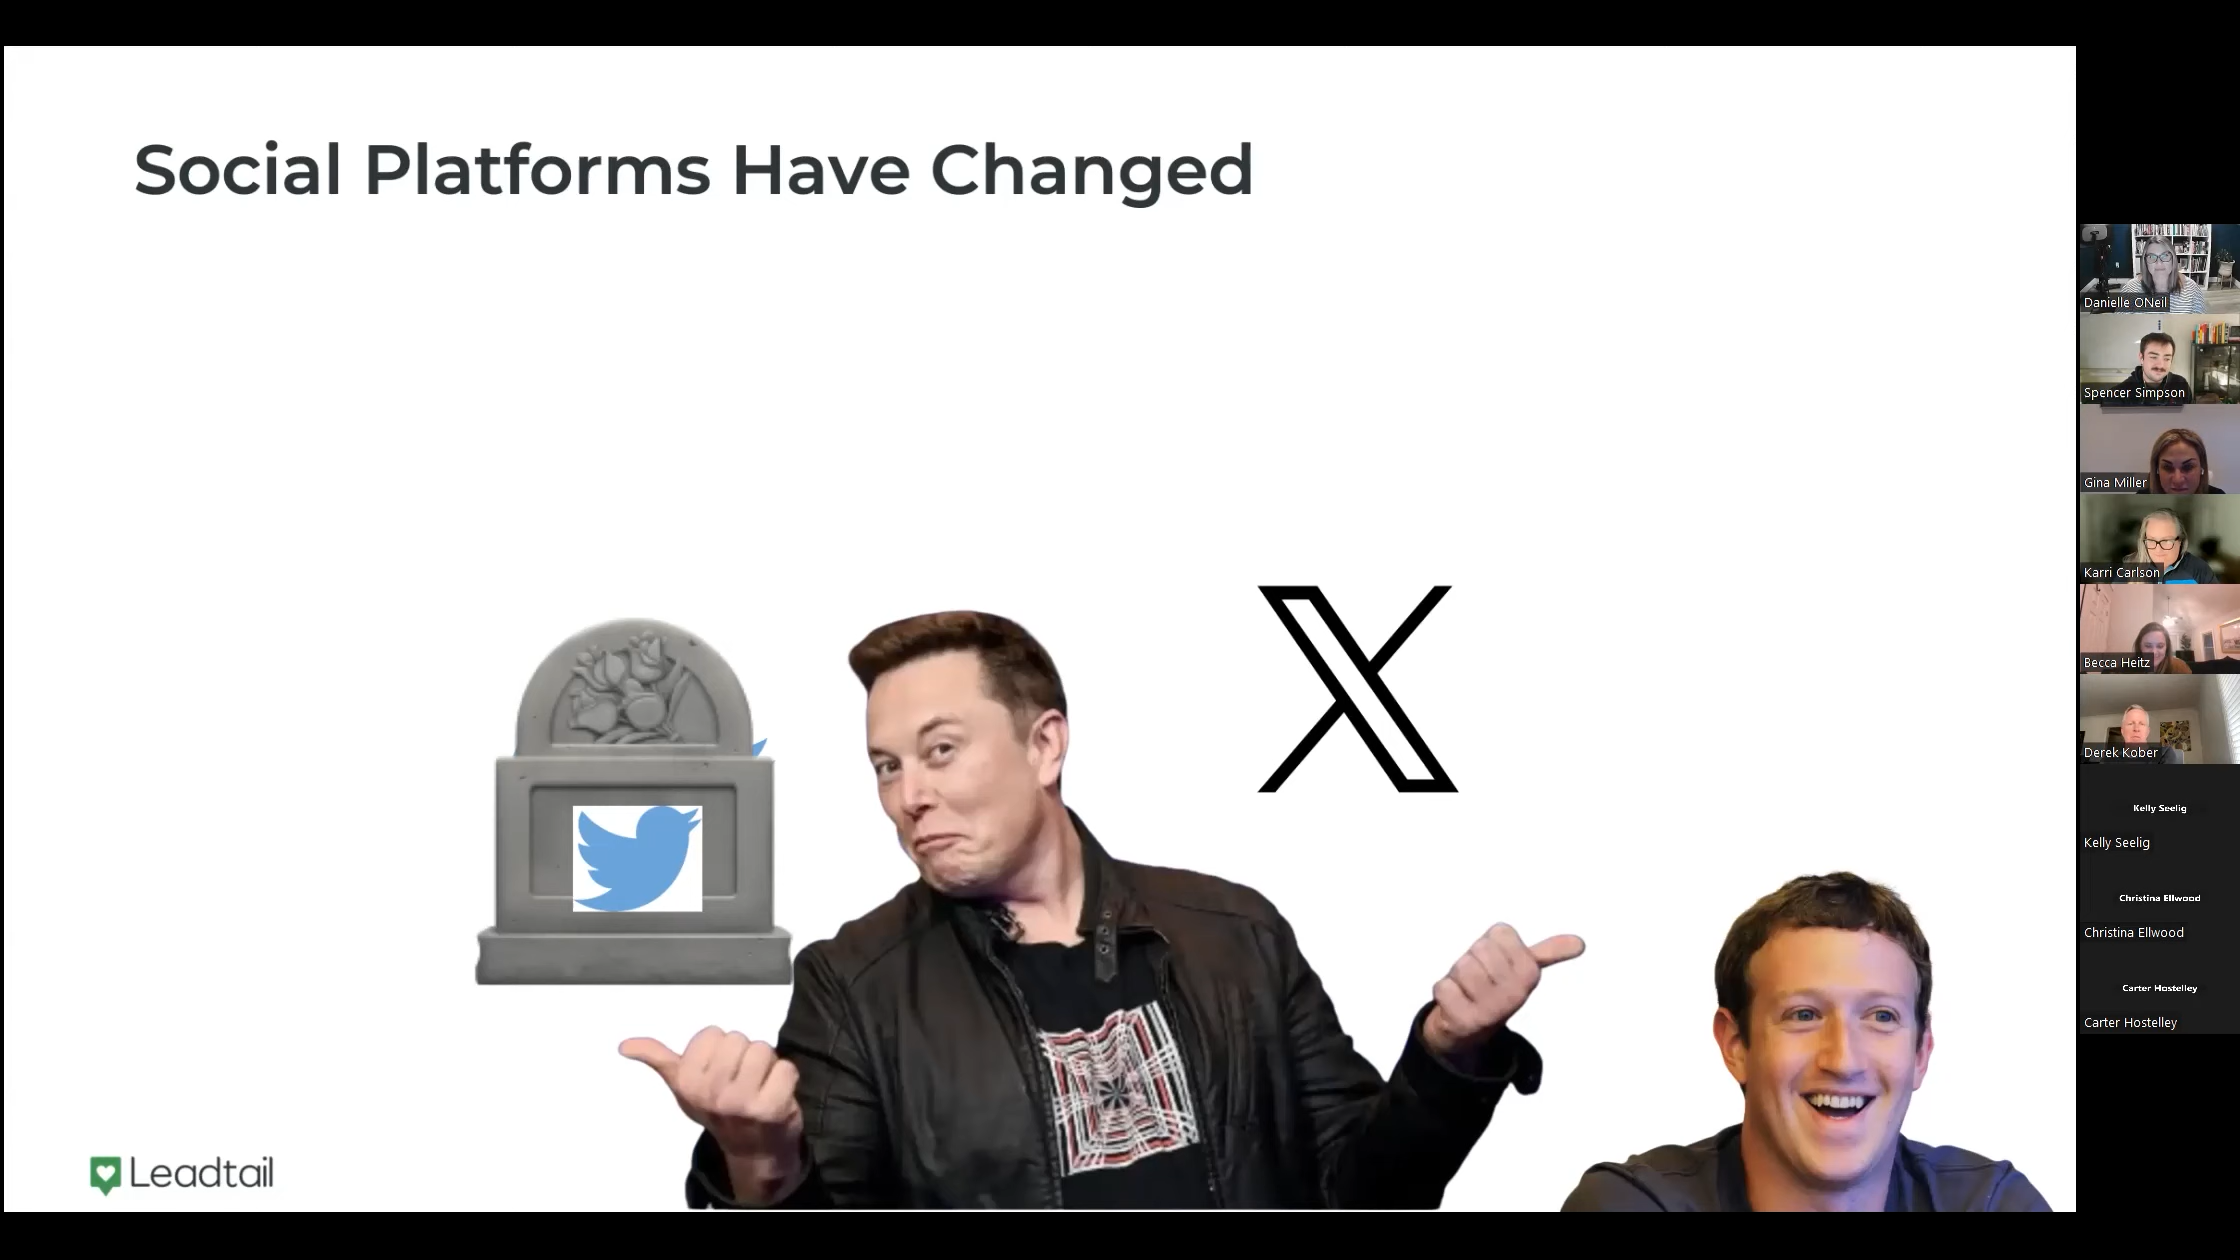 Social Platforms Have Changed
Leadtail
Danielle ONeil
Spencer Simpson
Gina Miller
Karri Carlson
Becca Heitz
Derek Kober
Kelly Seelig
Kelly Seelig
Christina Ellwood
Christina Ellwood
Carter Hostelley
Carter Hostelley